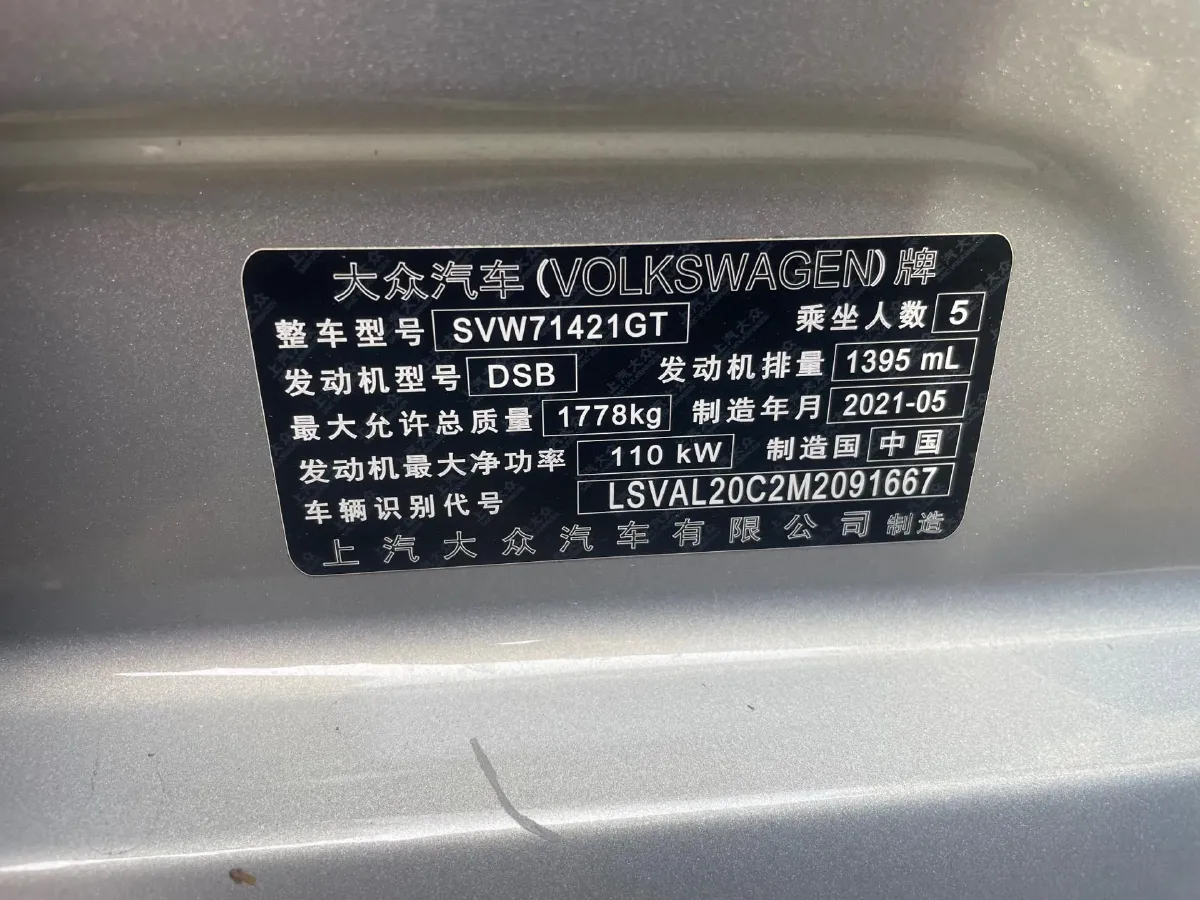 大众汽车(VOLKSWAGEN)牌
整车型号 SVW71421GT 乘坐人数 5
发动机型号 DSB 发动机排量 1395 mL
最大允许总质量 1778kg 制造年月 2021-05
发动机最大净功率 110 kW 制造国 中国
车辆识别代号 LSVAL20C2M2091667
上汽大众汽车有限公司 制造